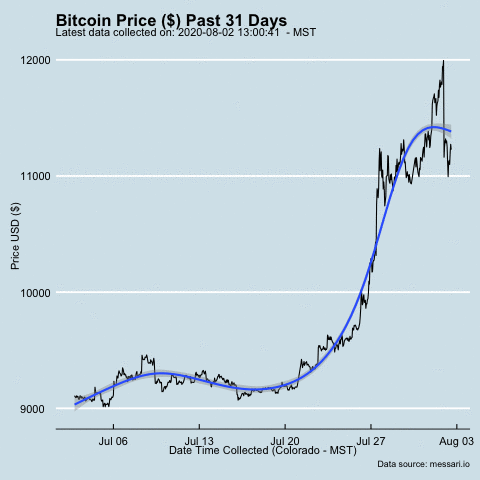 Bitcoin Price ($) Past 31 Days
Latest data collected on: 2020-08-02 13:00:41  - MST
12000
11000
10000
9000
Price USD ($)
Jul 06 Jul 13 Jul 20 Jul 27 Aug 03
Date Time Collected (Colorado - MST)
Data source: messari.io